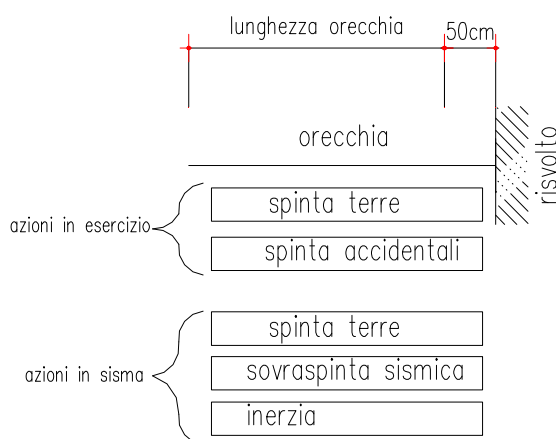 lunghezza orecchia
50cm
orecchia
risvolto
azioni in esercizio
spinta terre
spinta accidentali
azioni in sisma
spinta terre
sovraspinta sismica
inerzia